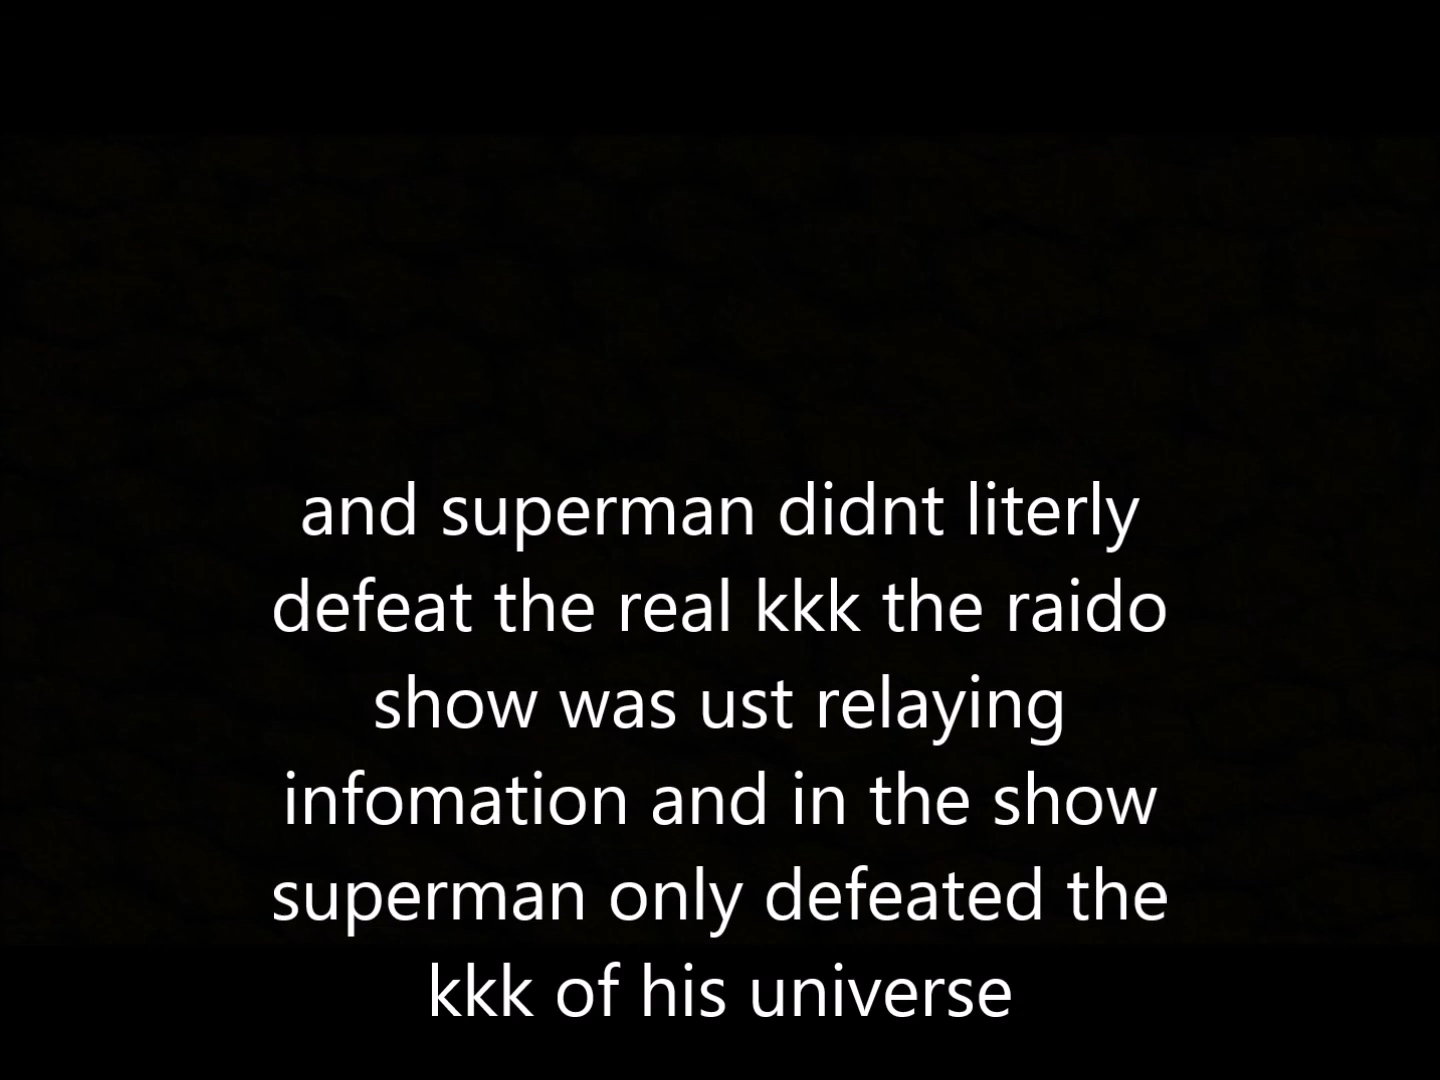 and superman didnt literly
defeat the real kkk the raido
show was ust relaying
infomation and in the show
superman only defeated the
kkk of his universe